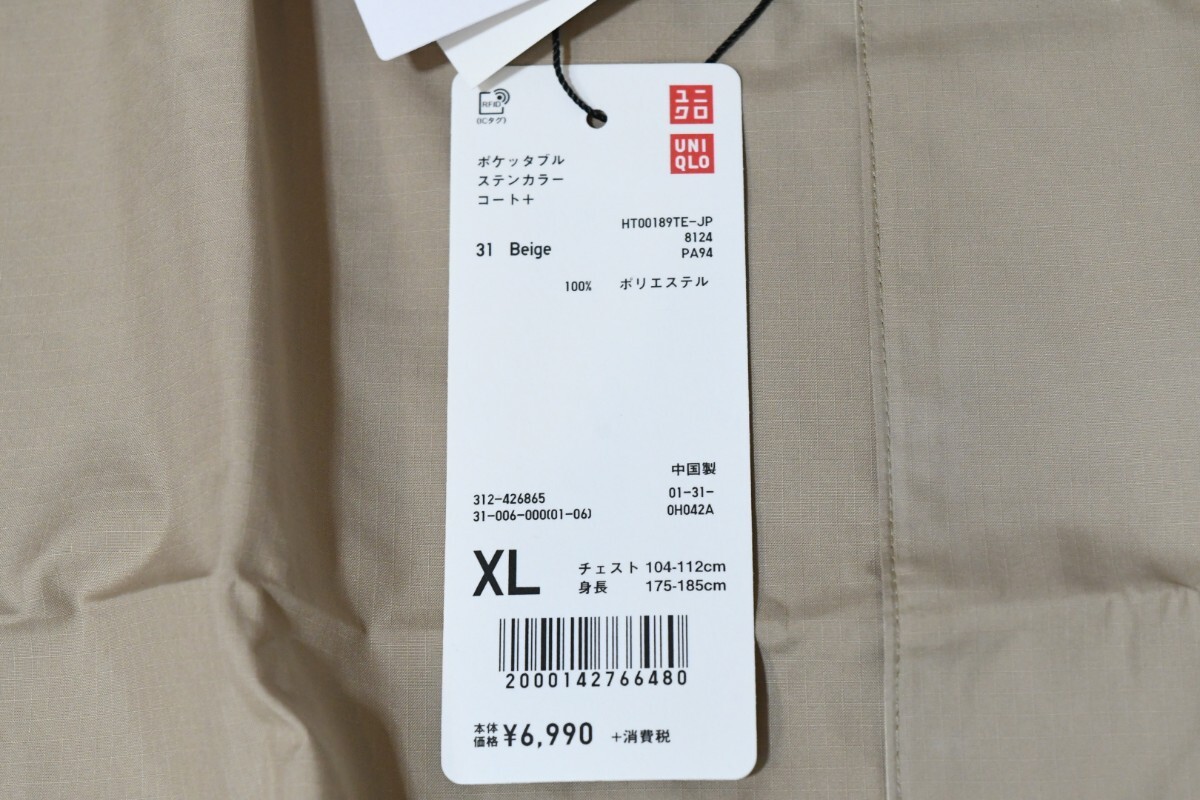 RFID
(ICタグ)
ユニ
クロ
UNI
QLO
ポケッタブル
ステンカラー
コート+
HT00189TE-JP
8124
31 Beige
PA94
100% ポリエステル
中国製
312-426865
01-31-
31-006-000(01-06)
0H042A
XL
チェスト 104-112cm
身長 175-185cm
2000142766480
本体
価格 ¥6,990 +消費税